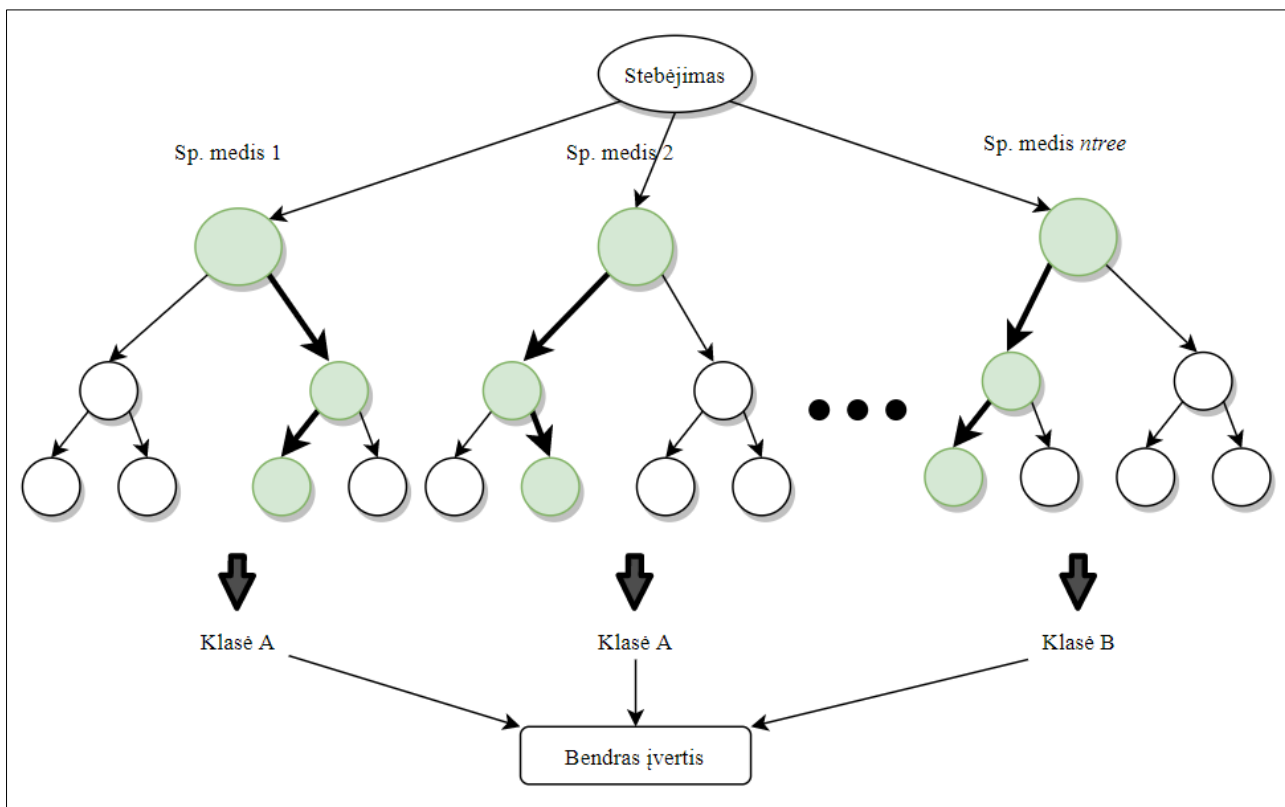 Stebėjimas
Sp. medis 1
Sp. medis 2
Sp. medis ntree
Klasė A
Klasė A
Klasė B
Bendras įvertis